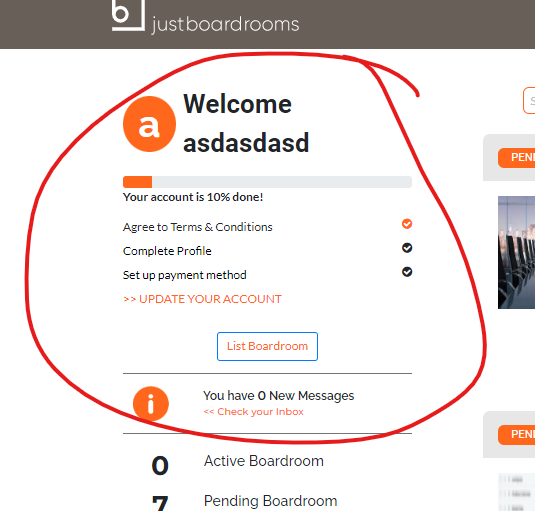 b
justboardrooms
a
Welcome
asdasdasd
Your account is 10% done!
Agree to Terms & Conditions
Complete Profile
Set up payment method
>> UPDATE YOUR ACCOUNT
List Boardroom
i
You have 0 New Messages
<< Check your Inbox
0 Active Boardroom
7 Pending Boardroom
S
PEN
PEN